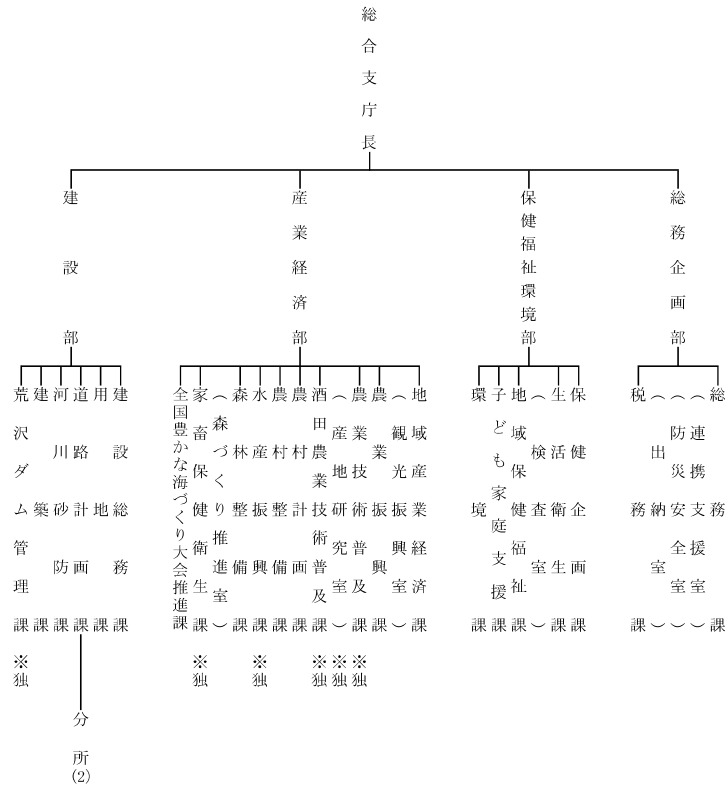 総合支庁長
総務企画部
総務課
（連携支援室）
（防災安全室）
（出納室）
税務課
保健福祉環境部
保健企画課
生活衛生課
（検査室）
地域保健福祉課
子ども家庭支援課
環境課
産業経済部
地域産業経済課
（観光振興室）
農業振興課
農業技術普及課※独
（産地研究室）※独
酒田農業技術普及課※独
農村計画課
農村整備課
水産振興課※独
森林整備課
（森づくり推進室）
家畜保健衛生課※独
全国豊かな海づくり大会推進課
建設部
建設総務課
用地課
道路計画課
分所(2)
河川砂防課
建築課
荒沢ダム管理課※独